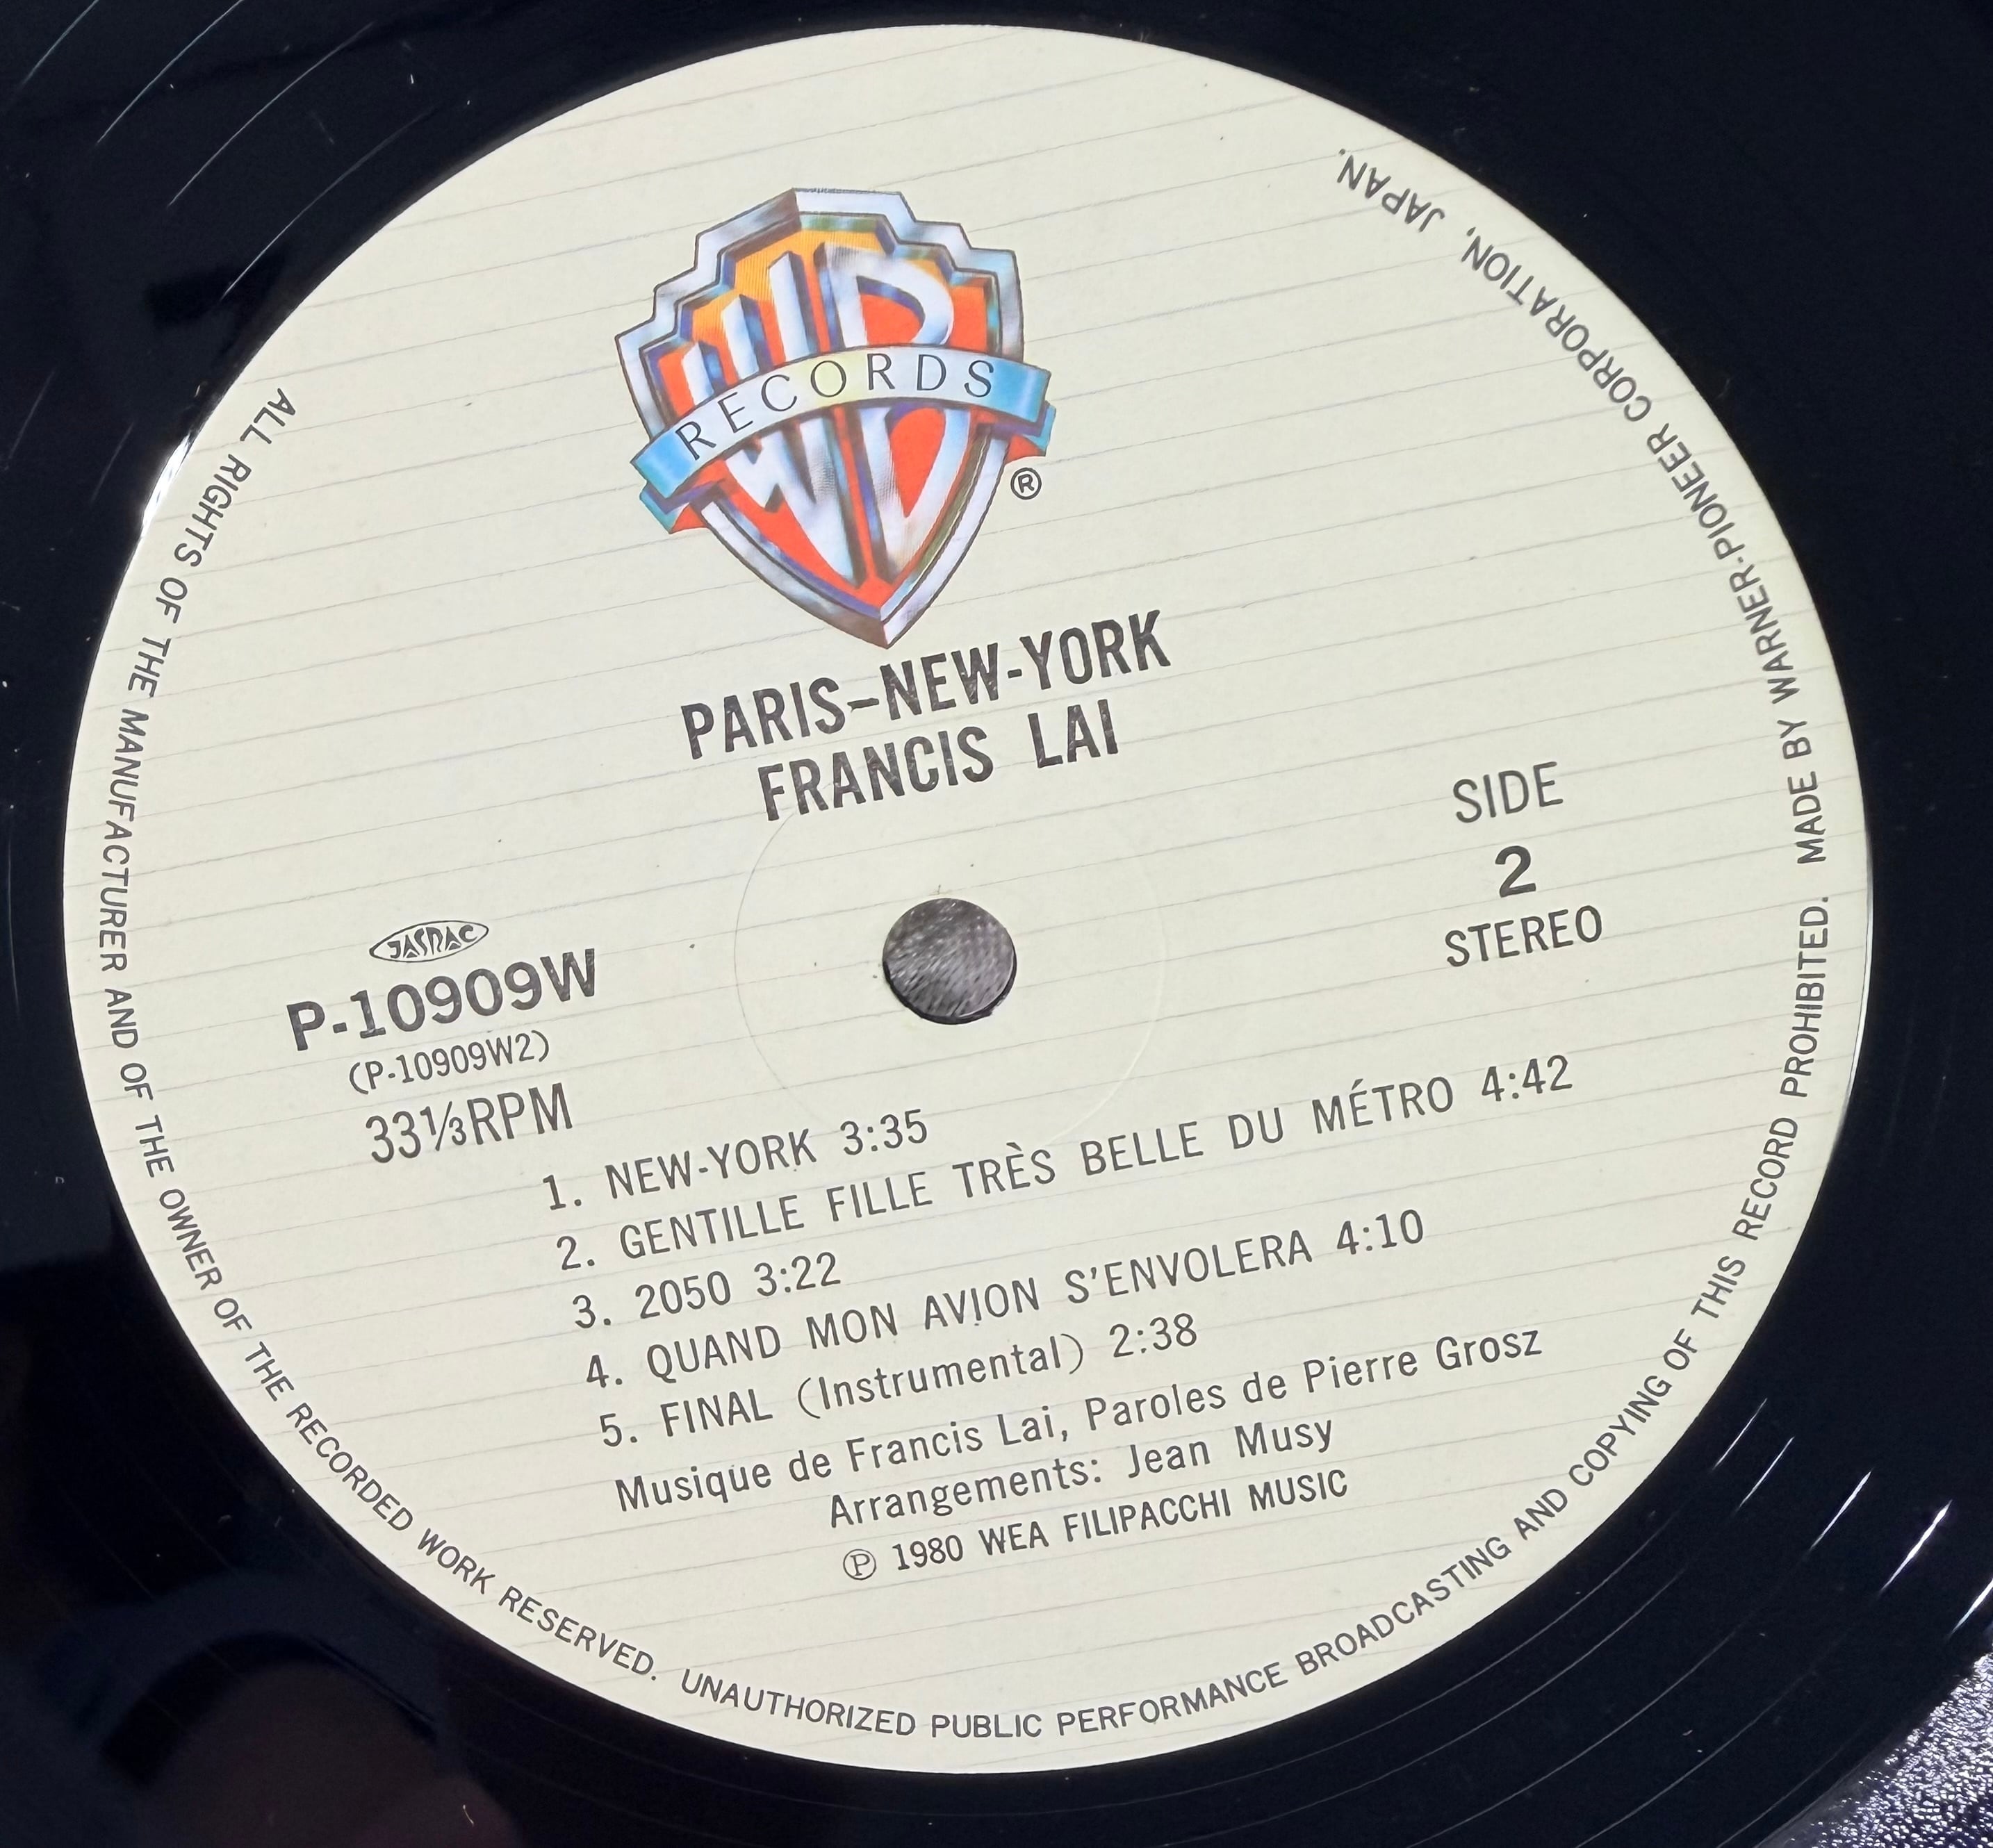 WB
RECORDS
®
PARIS-NEW-YORK
FRANCIS LAI
SIDE
2
STEREO
JASRAC
P-10909W
(P-10909W2)
33⅓RPM
1. NEW-YORK 3:35
2. GENTILLE FILLE TRÈS BELLE DU MÉTRO 4:42
3. 2050 3:22
4. QUAND MON AVION S'ENVOLERA 4:10
5. FINAL (Instrumental) 2:38
Musique de Francis Lai, Paroles de Pierre Grosz
Arrangements: Jean Musy
℗ 1980 WEA FILIPACCHI MUSIC
ALL RIGHTS OF THE MANUFACTURER AND OF THE OWNER OF THE RECORDED WORK RESERVED. UNAUTHORIZED PUBLIC PERFORMANCE BROADCASTING AND COPYING OF THIS RECORD PROHIBITED. MADE BY WARNER-PIONEER CORPORATION, JAPAN.